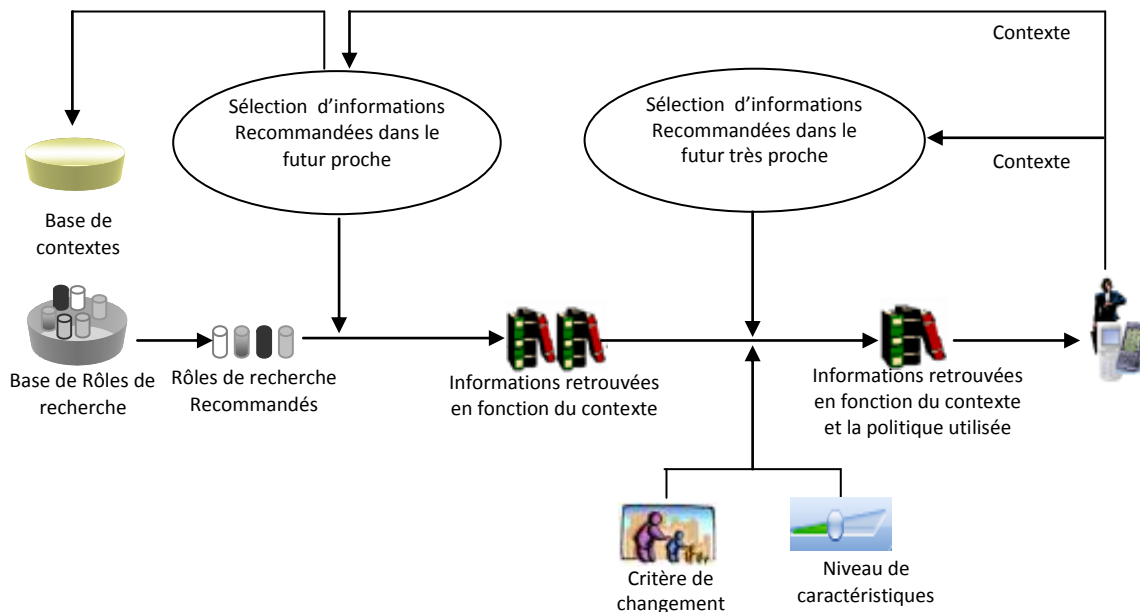 Contexte
Sélection d'informations
Recommandées dans le
futur proche
Sélection d'informations
Recommandées dans le
futur très proche
Contexte
Base de
contextes
Base de Rôles de
recherche
Rôles de recherche
Recommandés
Informations retrouvées
en fonction du contexte
Informations retrouvées
en fonction du contexte
et la politique utilisée
Critère de
changement
Niveau de
caractéristiques